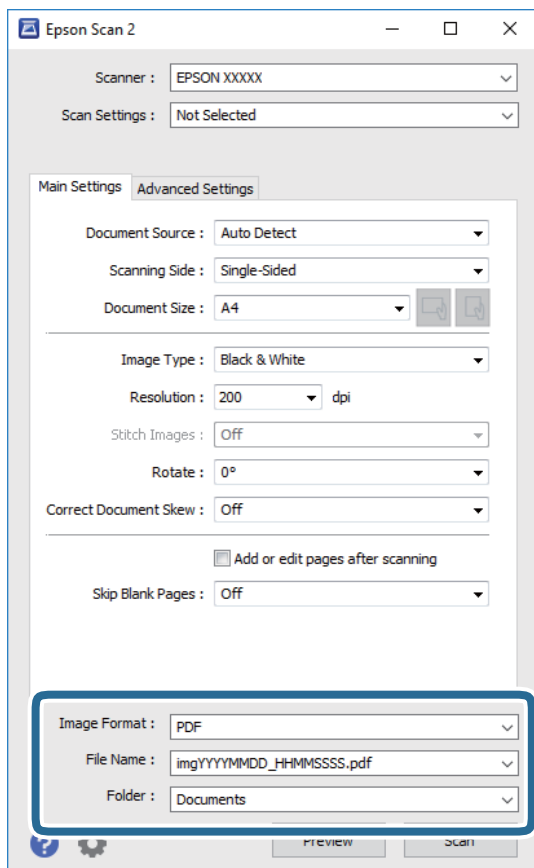 Epson Scan 2
Scanner : EPSON XXXXX
Scan Settings : Not Selected
Main Settings Advanced Settings
Document Source : Auto Detect
Scanning Side : Single-Sided
Document Size : A4
Image Type : Black & White
Resolution : 200 dpi
Stitch Images : Off
Rotate : 0°
Correct Document Skew : Off
Add or edit pages after scanning
Skip Blank Pages : Off
Image Format : PDF
File Name : imgYYYYMMDD_HHMMSSSS.pdf
Folder : Documents
? Preview Scan